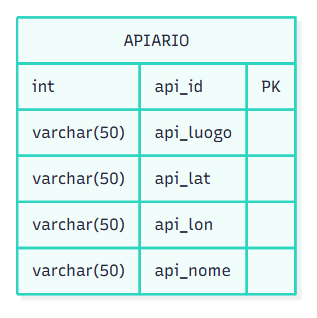 APIARIO
int api_id PK
varchar(50) api_luogo
varchar(50) api_lat
varchar(50) api_lon
varchar(50) api_nome